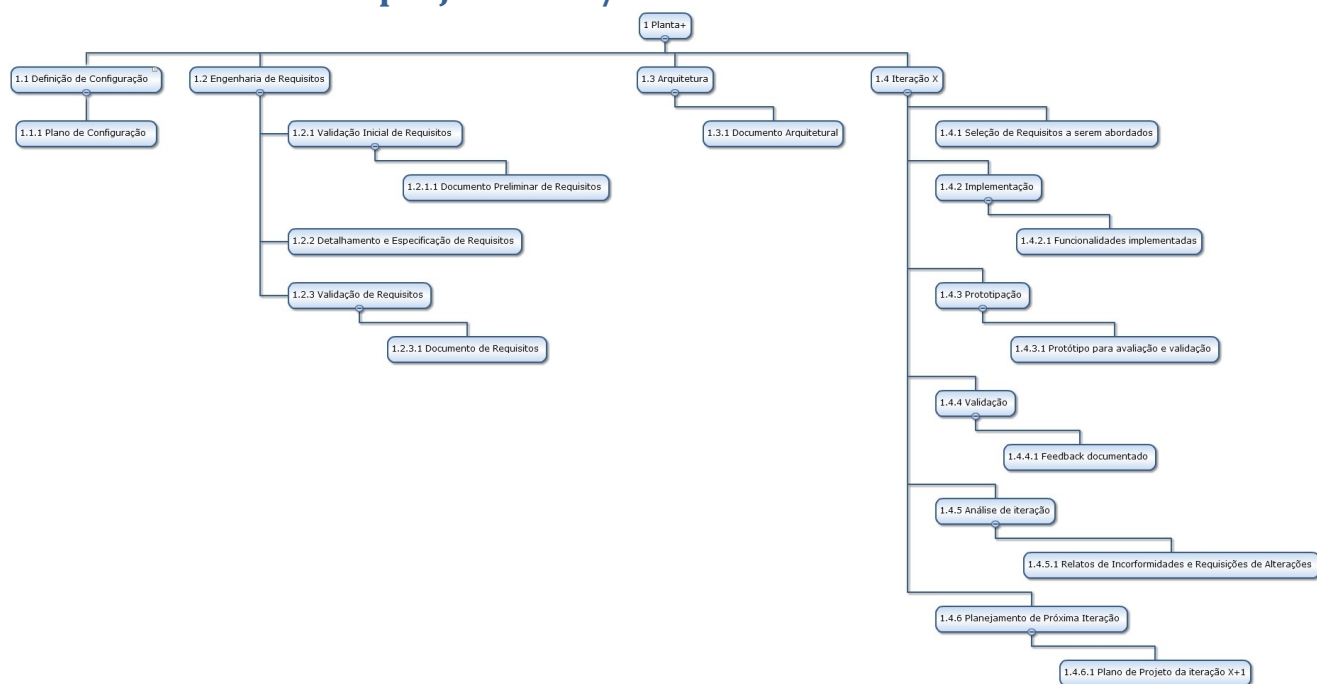 1 Planta+
1.1 Definição de Configuração
1.2 Engenharia de Requisitos
1.3 Arquitetura
1.4 Iteração X
1.1.1 Plano de Configuração
1.2.1 Validação Inicial de Requisitos
1.2.1.1 Documento Preliminar de Requisitos
1.2.2 Detalhamento e Especificação de Requisitos
1.2.3 Validação de Requisitos
1.2.3.1 Documento de Requisitos
1.3.1 Documento Arquitetural
1.4.1 Seleção de Requisitos a serem abordados
1.4.2 Implementação
1.4.2.1 Funcionalidades implementadas
1.4.3 Prototipação
1.4.3.1 Protótipo para avaliação e validação
1.4.4 Validação
1.4.4.1 Feedback documentado
1.4.5 Análise de iteração
1.4.5.1 Relatos de Incorformidades e Requisições de Alterações
1.4.6 Planejamento de Próxima Iteração
1.4.6.1 Plano de Projeto da iteração X+1